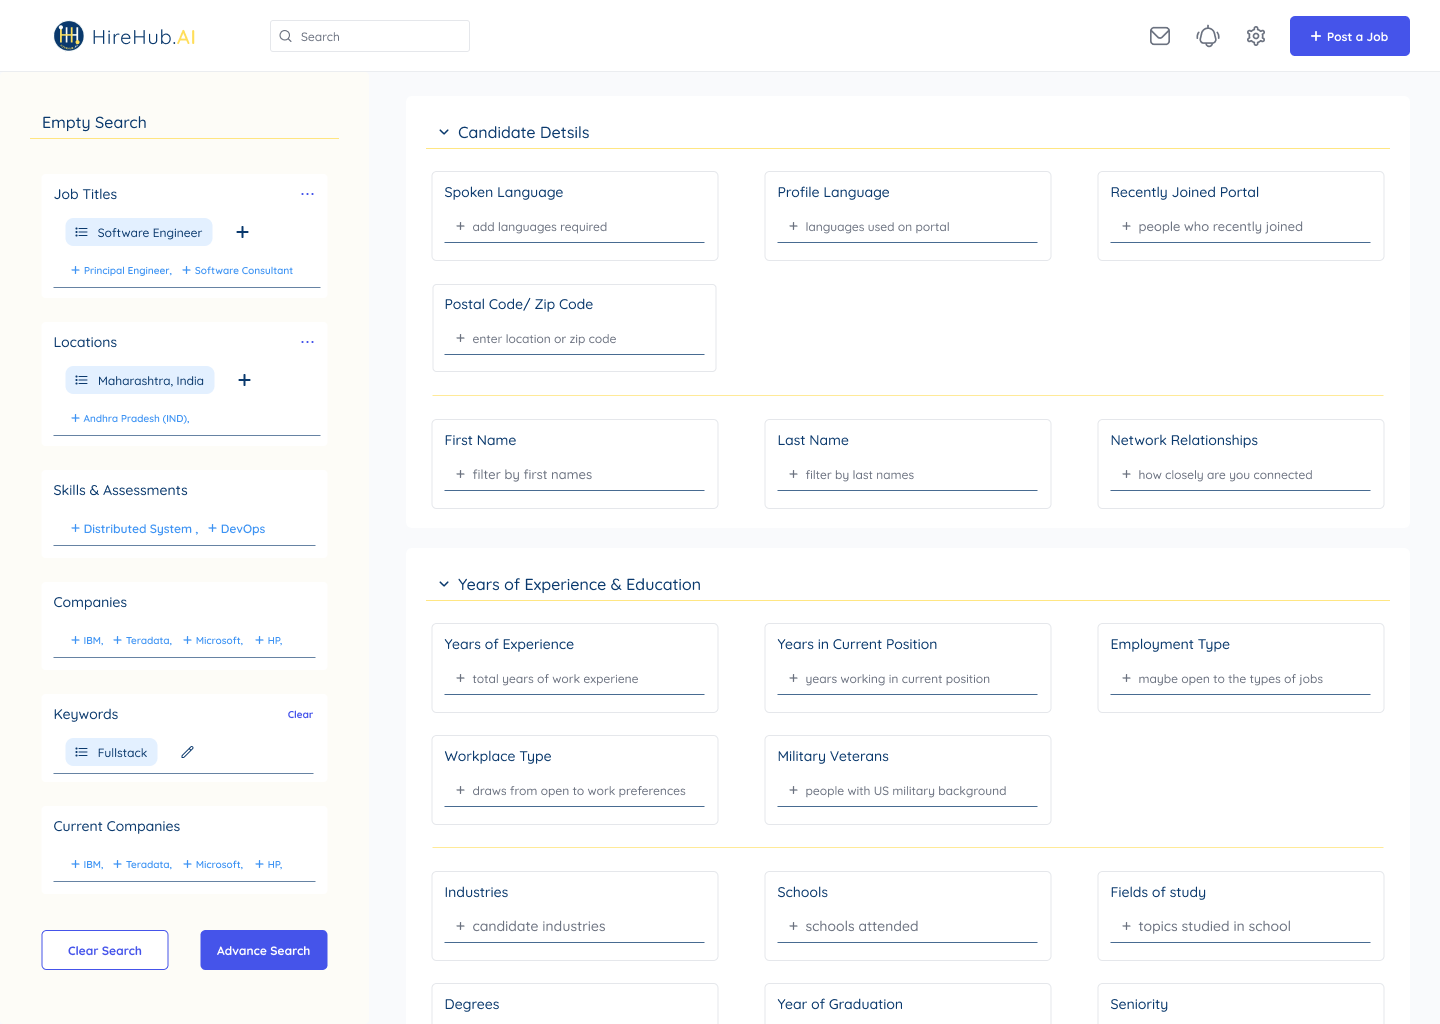 HireHub.AI
Search
+ Post a Job
Empty Search
Job Titles
Software Engineer
+ Principal Engineer, + Software Consultant
Locations
Maharashtra, India
+ Andhra Pradesh (IND),
Skills & Assessments
+ Distributed System , + DevOps
Companies
+ IBM, + Teradata, + Microsoft, + HP,
Keywords Clear
Fullstack
Current Companies
+ IBM, + Teradata, + Microsoft, + HP,
Clear Search Advance Search
Candidate Detsils
Spoken Language
+ add languages required
Profile Language
+ languages used on portal
Recently Joined Portal
+ people who recently joined
Postal Code/ Zip Code
+ enter location or zip code
First Name
+ filter by first names
Last Name
+ filter by last names
Network Relationships
+ how closely are you connected
Years of Experience & Education
Years of Experience
+ total years of work experiene
Years in Current Position
+ years working in current position
Employment Type
+ maybe open to the types of jobs
Workplace Type
+ draws from open to work preferences
Military Veterans
+ people with US military background
Industries
+ candidate industries
Schools
+ schools attended
Fields of study
+ topics studied in school
Degrees
Year of Graduation
Seniority